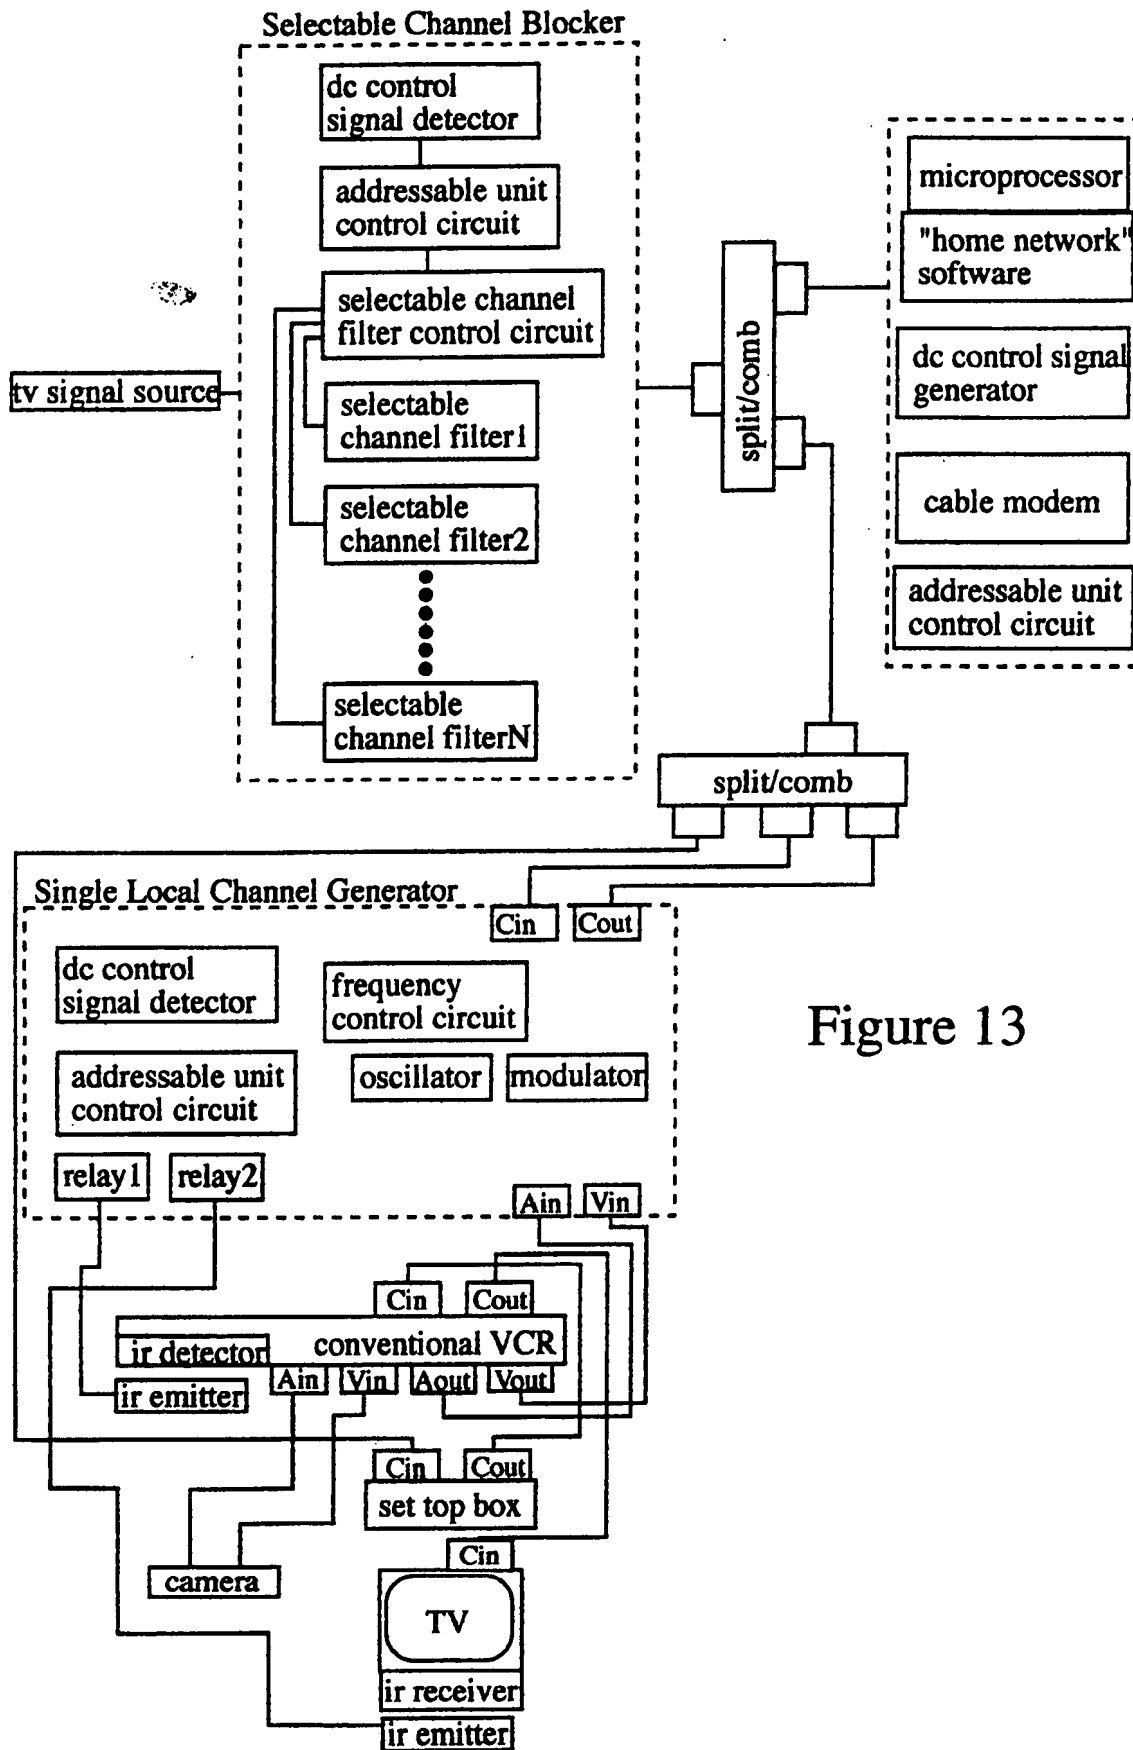 Selectable Channel Blocker
dc control
signal detector
addressable unit
control circuit
selectable channel
filter control circuit
tv signal source
selectable
channel filter1
selectable
channel filter2
selectable
channel filterN
split/comb
microprocessor
"home network"
software
dc control signal
generator
cable modem
addressable unit
control circuit
split/comb
Single Local Channel Generator
Cin
Cout
dc control
signal detector
frequency
control circuit
addressable unit
control circuit
oscillator
modulator
relay1
relay2
Ain
Vin
Figure 13
Cin
Cout
conventional VCR
ir detector
Ain
Vin
Aout
Vout
ir emitter
Cin
Cout
set top box
camera
Cin
TV
ir receiver
ir emitter